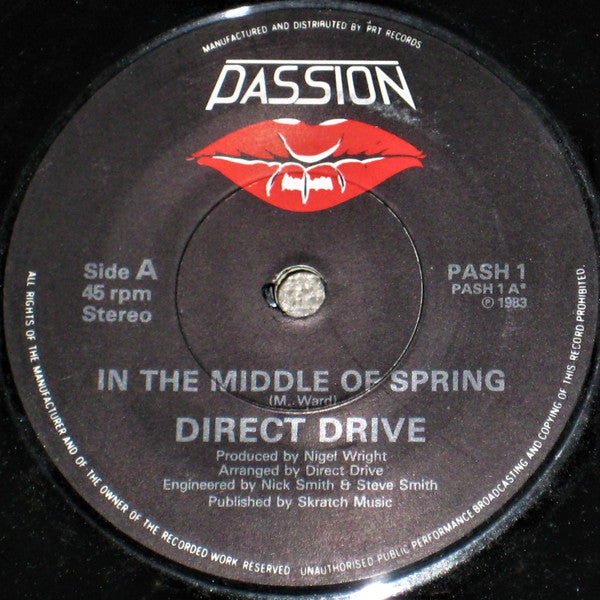 MANUFACTURED AND DISTRIBUTED BY PRT RECORDS
PASSION
Side A
45 rpm
Stereo
PASH 1
PASH 1 A*
℗ 1983
IN THE MIDDLE OF SPRING
(M. Ward)
DIRECT DRIVE
Produced by Nigel Wright
Arranged by Direct Drive
Engineered by Nick Smith & Steve Smith
Published by Skratch Music
ALL RIGHTS OF THE MANUFACTURER AND OF THE OWNER OF THE RECORDED WORK RESERVED UNAUTHORISED PUBLIC PERFORMANCE BROADCASTING AND COPYING OF THIS RECORD PROHIBITED.